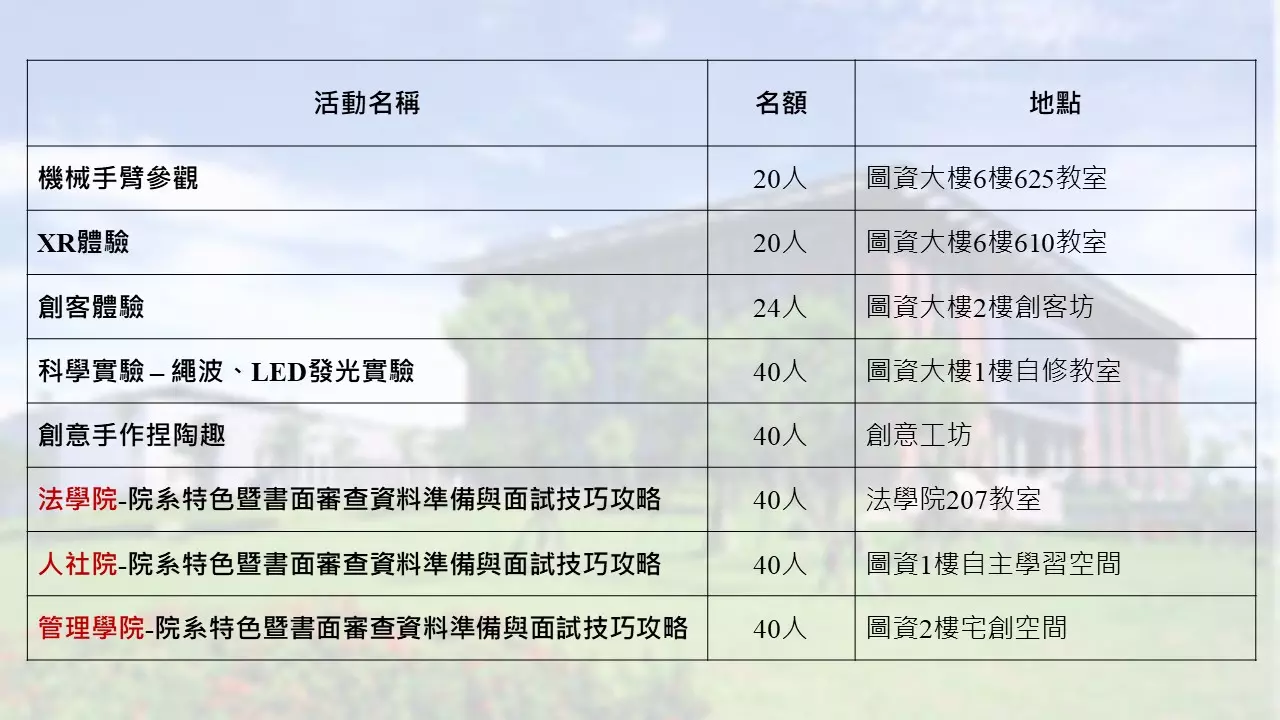 活動名稱 名額 地點
機械手臂參觀 20人 圖資大樓6樓625教室
XR體驗 20人 圖資大樓6樓610教室
創客體驗 24人 圖資大樓2樓創客坊
科學實驗 – 繩波、LED發光實驗 40人 圖資大樓1樓自修教室
創意手作捏陶趣 40人 創意工坊
法學院-院系特色暨書面審查資料準備與面試技巧攻略 40人 法學院207教室
人社院-院系特色暨書面審查資料準備與面試技巧攻略 40人 圖資1樓自主學習空間
管理學院-院系特色暨書面審查資料準備與面試技巧攻略 40人 圖資2樓宅創空間